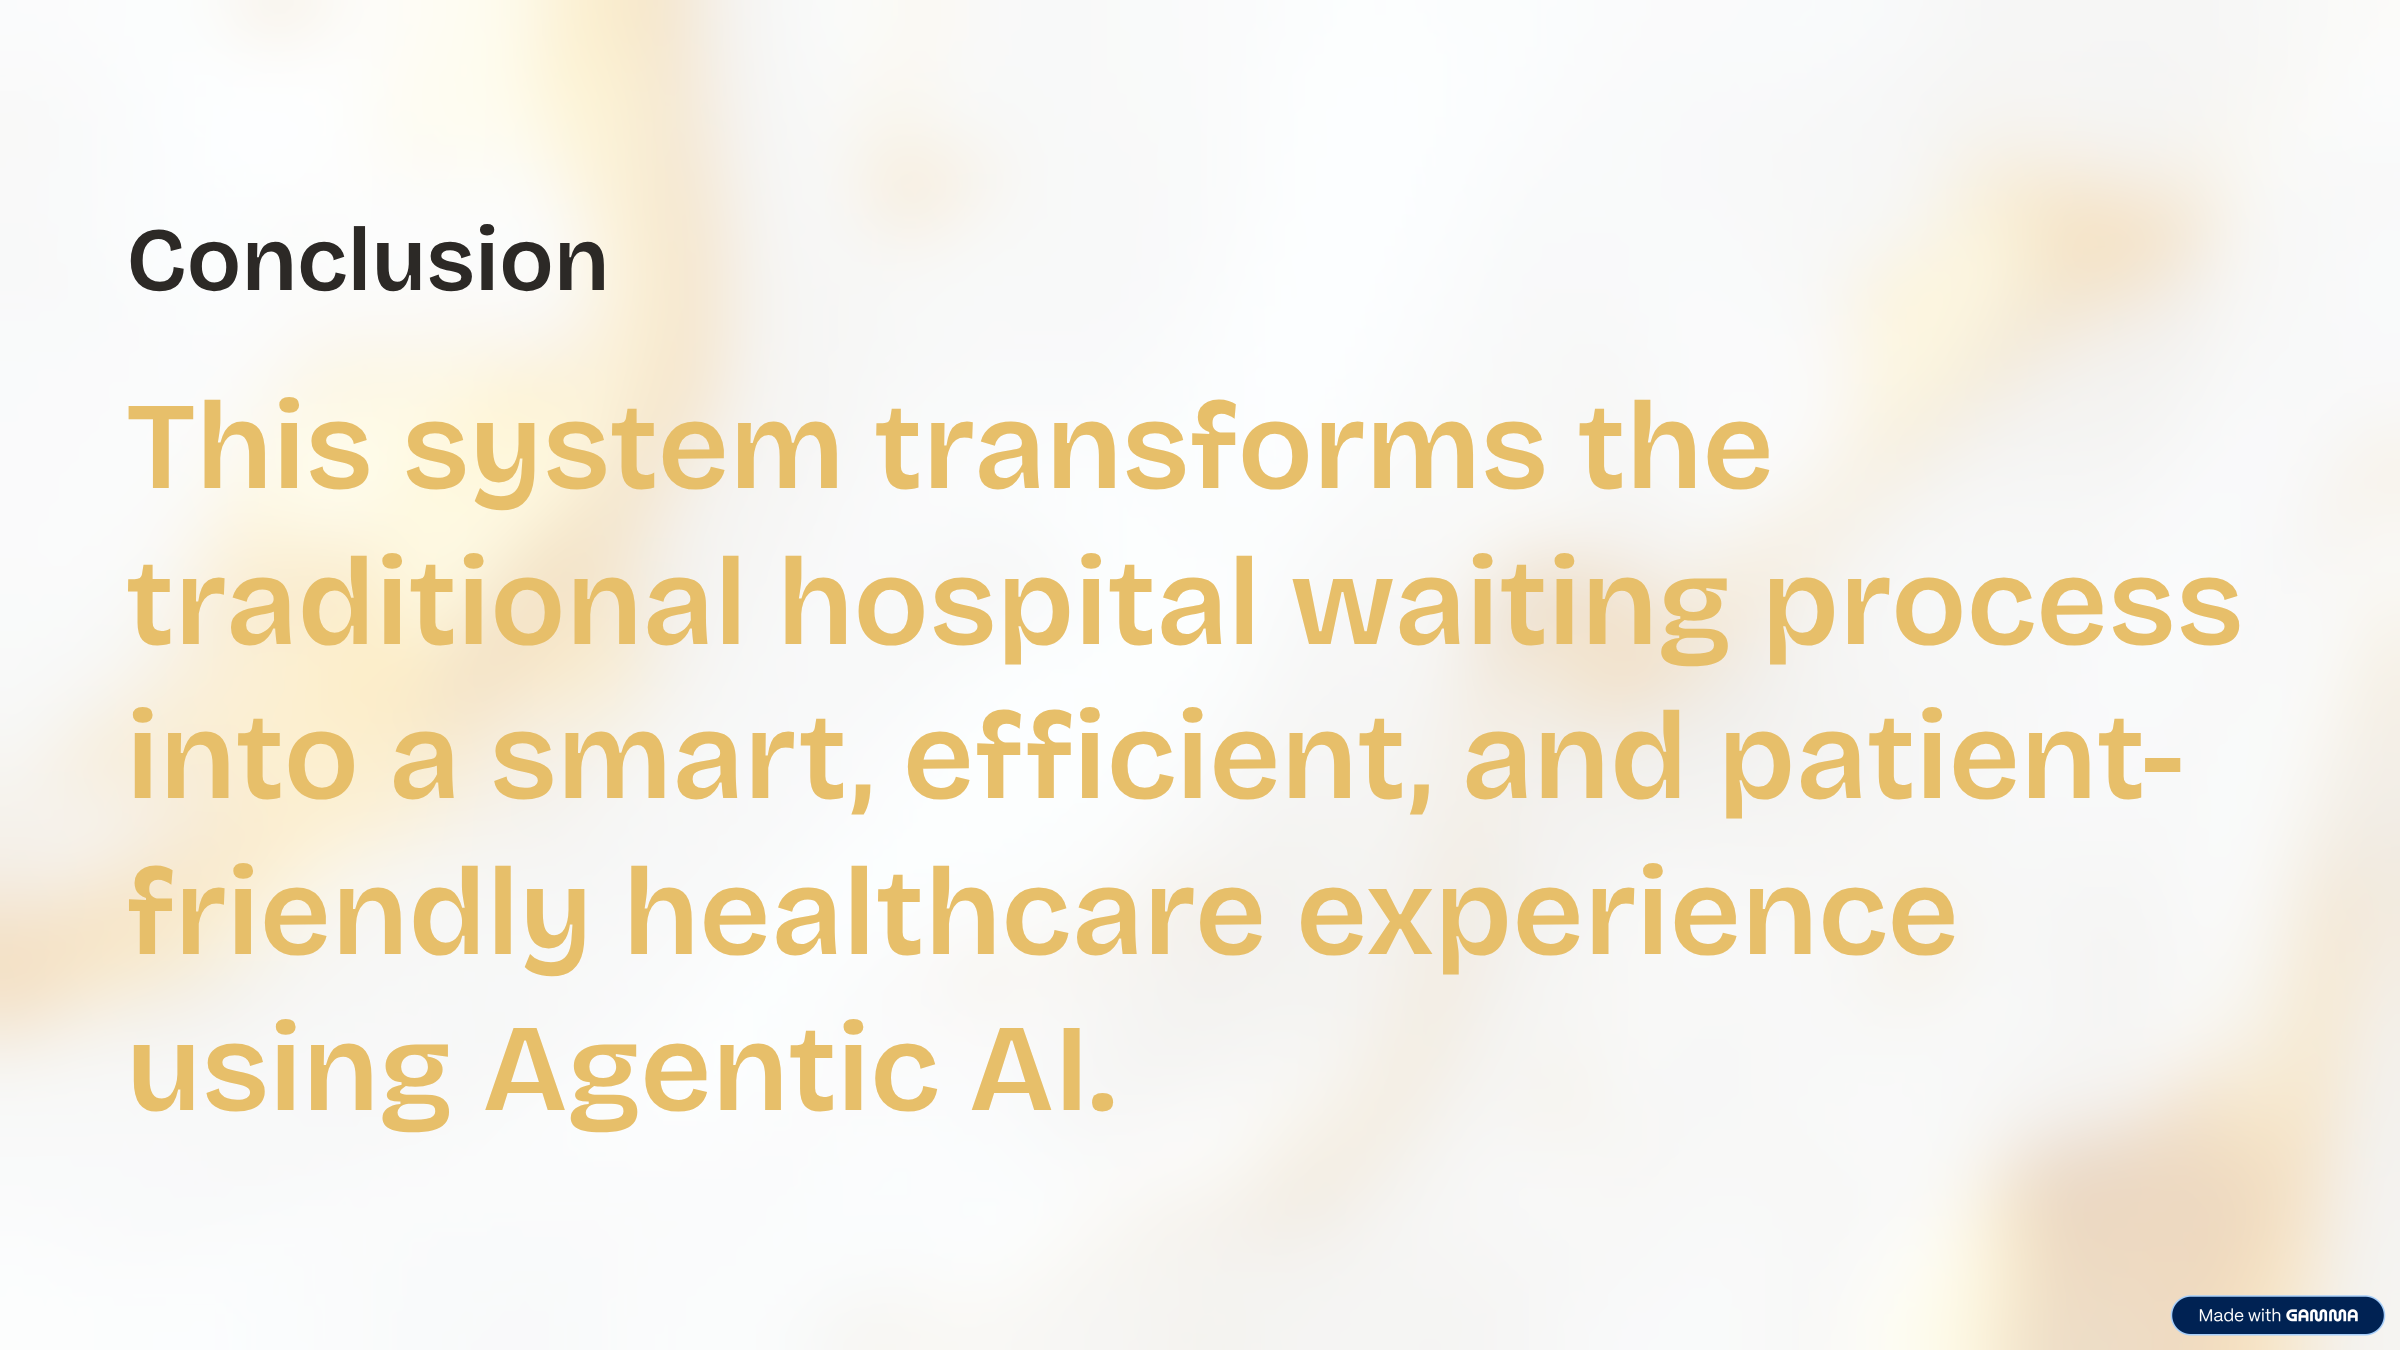 Conclusion
This system transforms the
traditional hospital waiting process
into a smart, efficient, and patient-
friendly healthcare experience
using Agentic AI.
Made with GAMMA